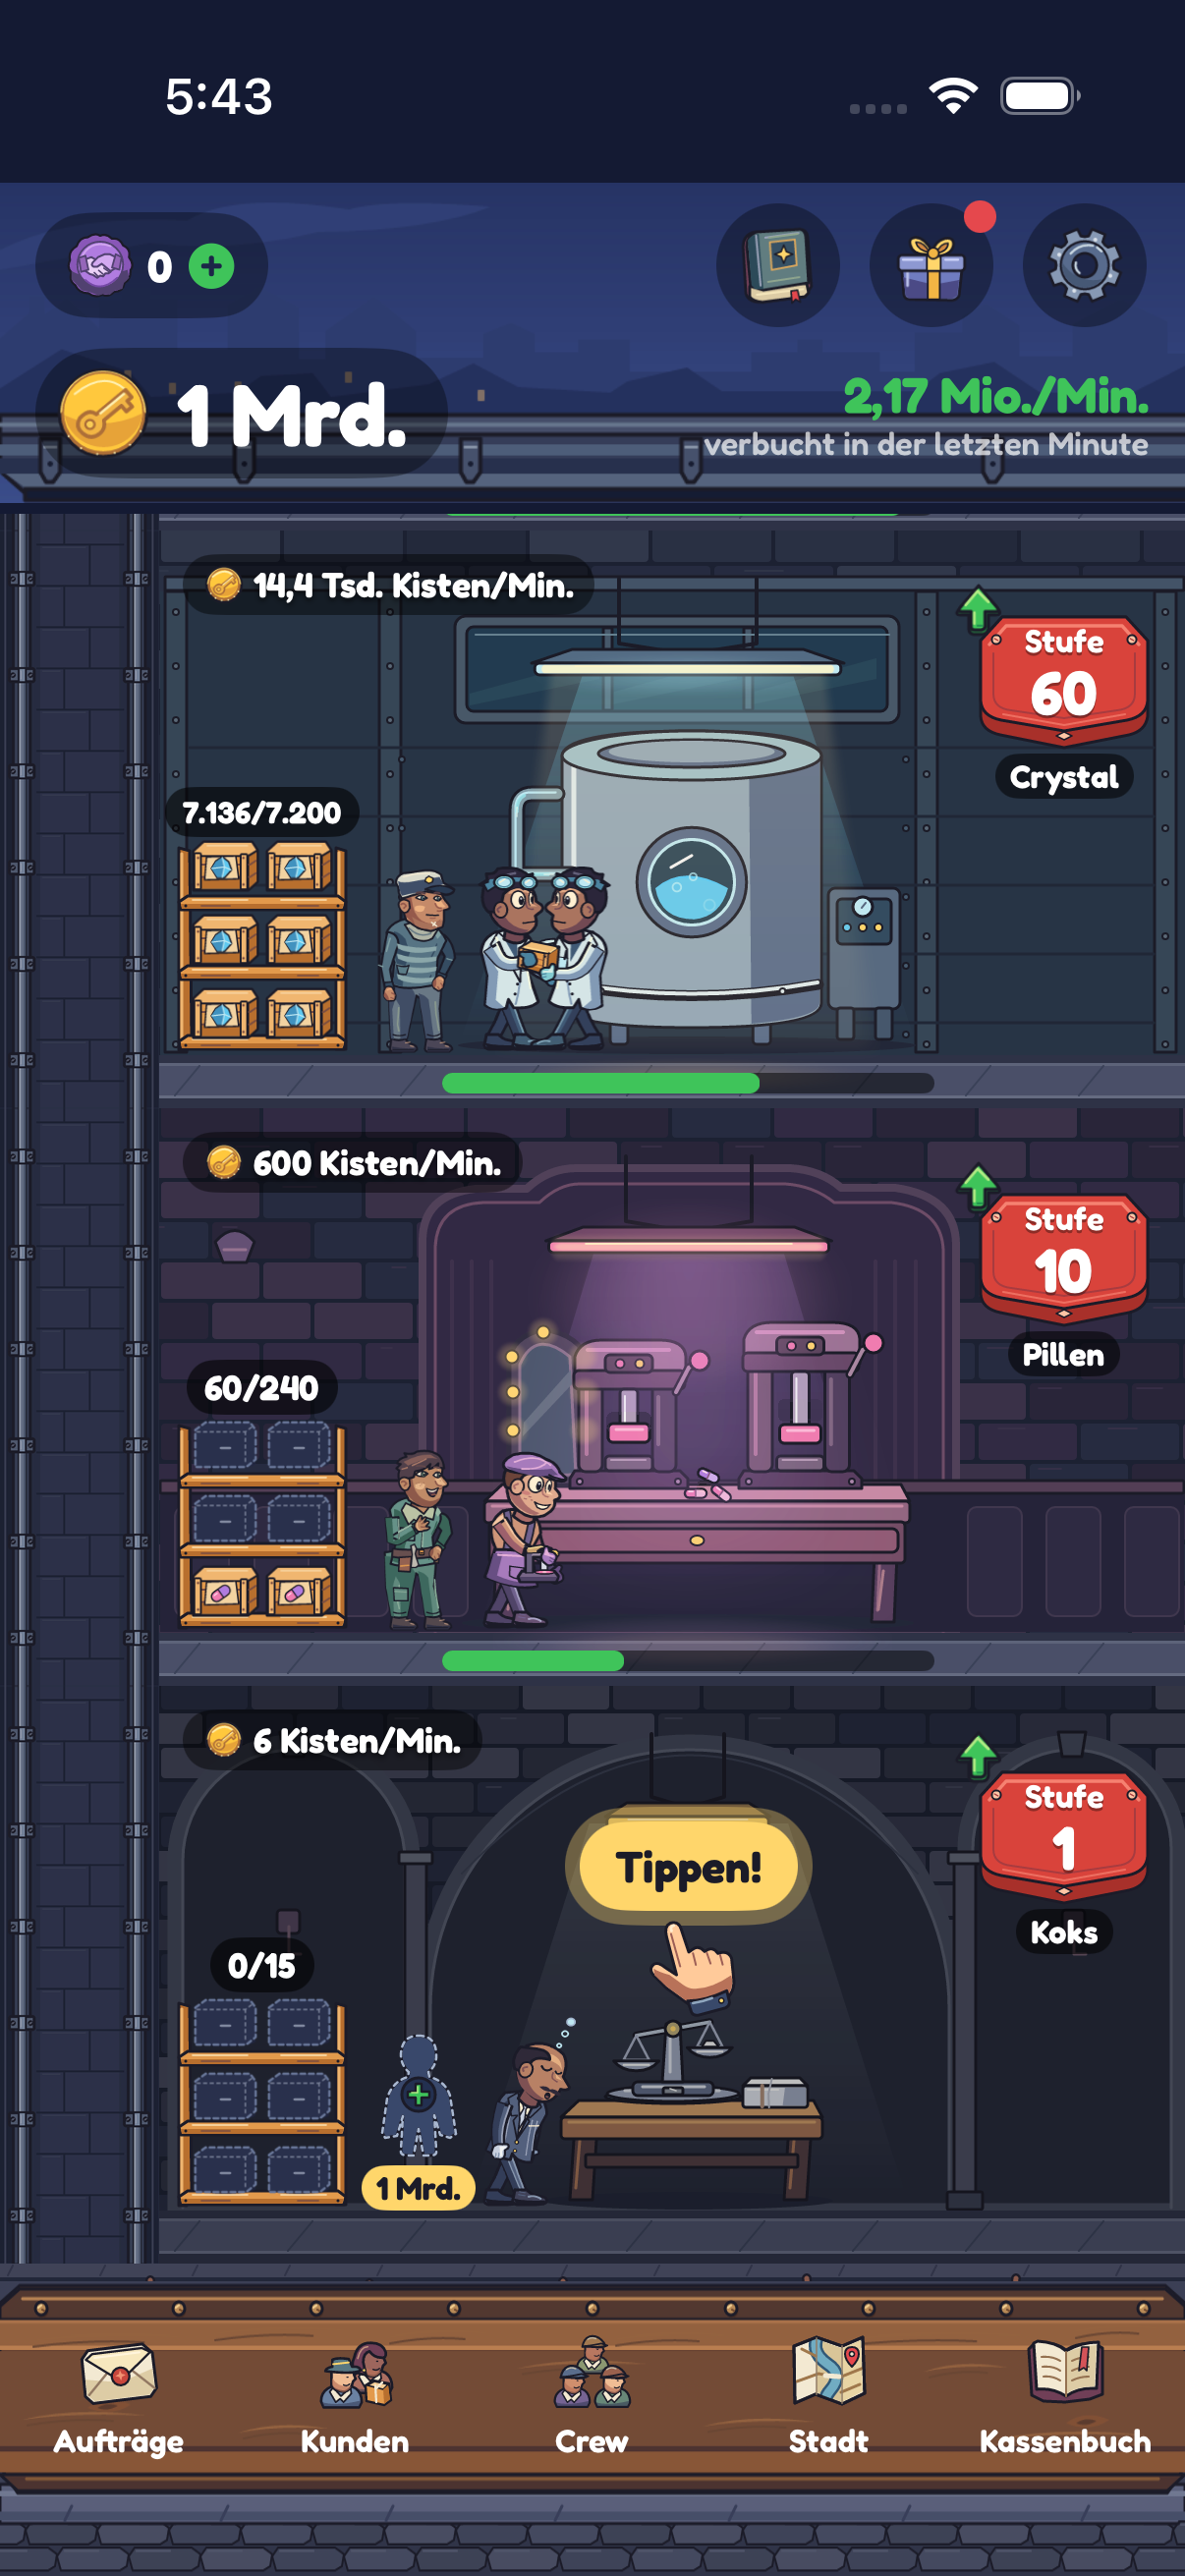 5:43
0
1 Mrd.
2,17 Mio./Min.
verbucht in der letzten Minute
14,4 Tsd. Kisten/Min.
Stufe
60
Crystal
7.136/7.200
600 Kisten/Min.
Stufe
10
Pillen
60/240
6 Kisten/Min.
Stufe
1
Koks
Tippen!
0/15
1 Mrd.
Aufträge
Kunden
Crew
Stadt
Kassenbuch